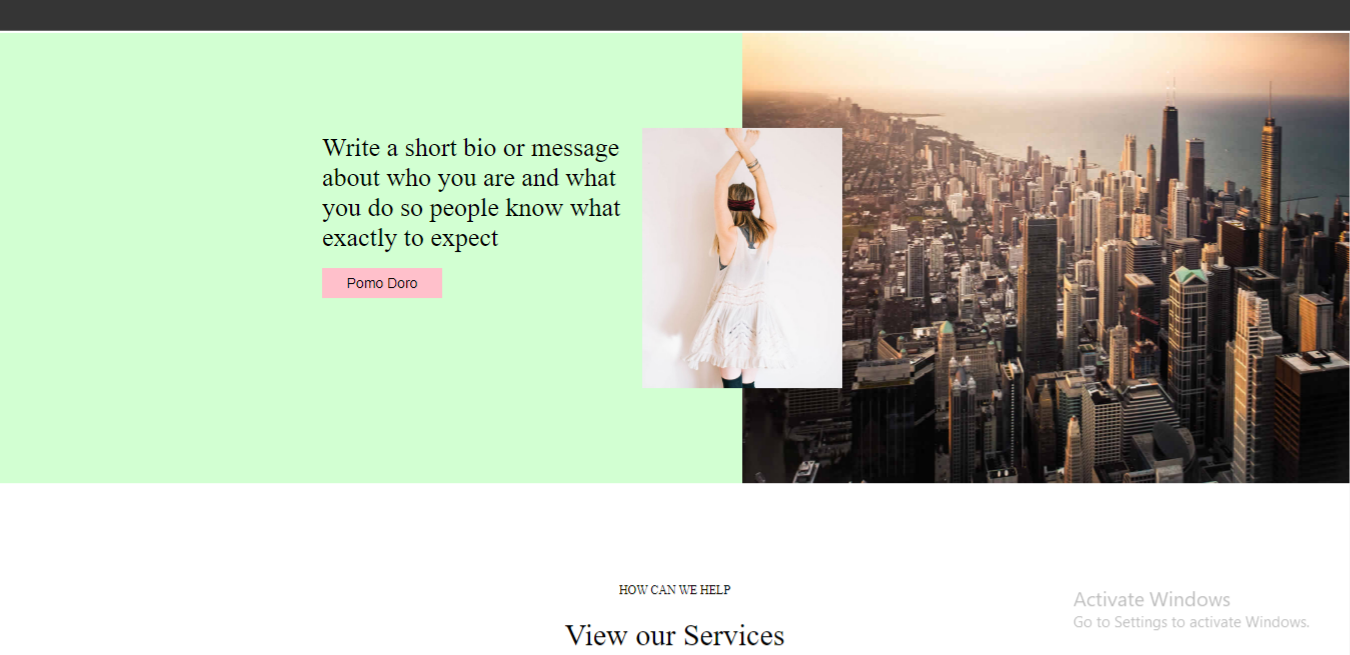 Write a short bio or message
about who you are and what
you do so people know what
exactly to expect
Pomo Doro
HOW CAN WE HELP
View our Services
Activate Windows
Go to Settings to activate Windows.